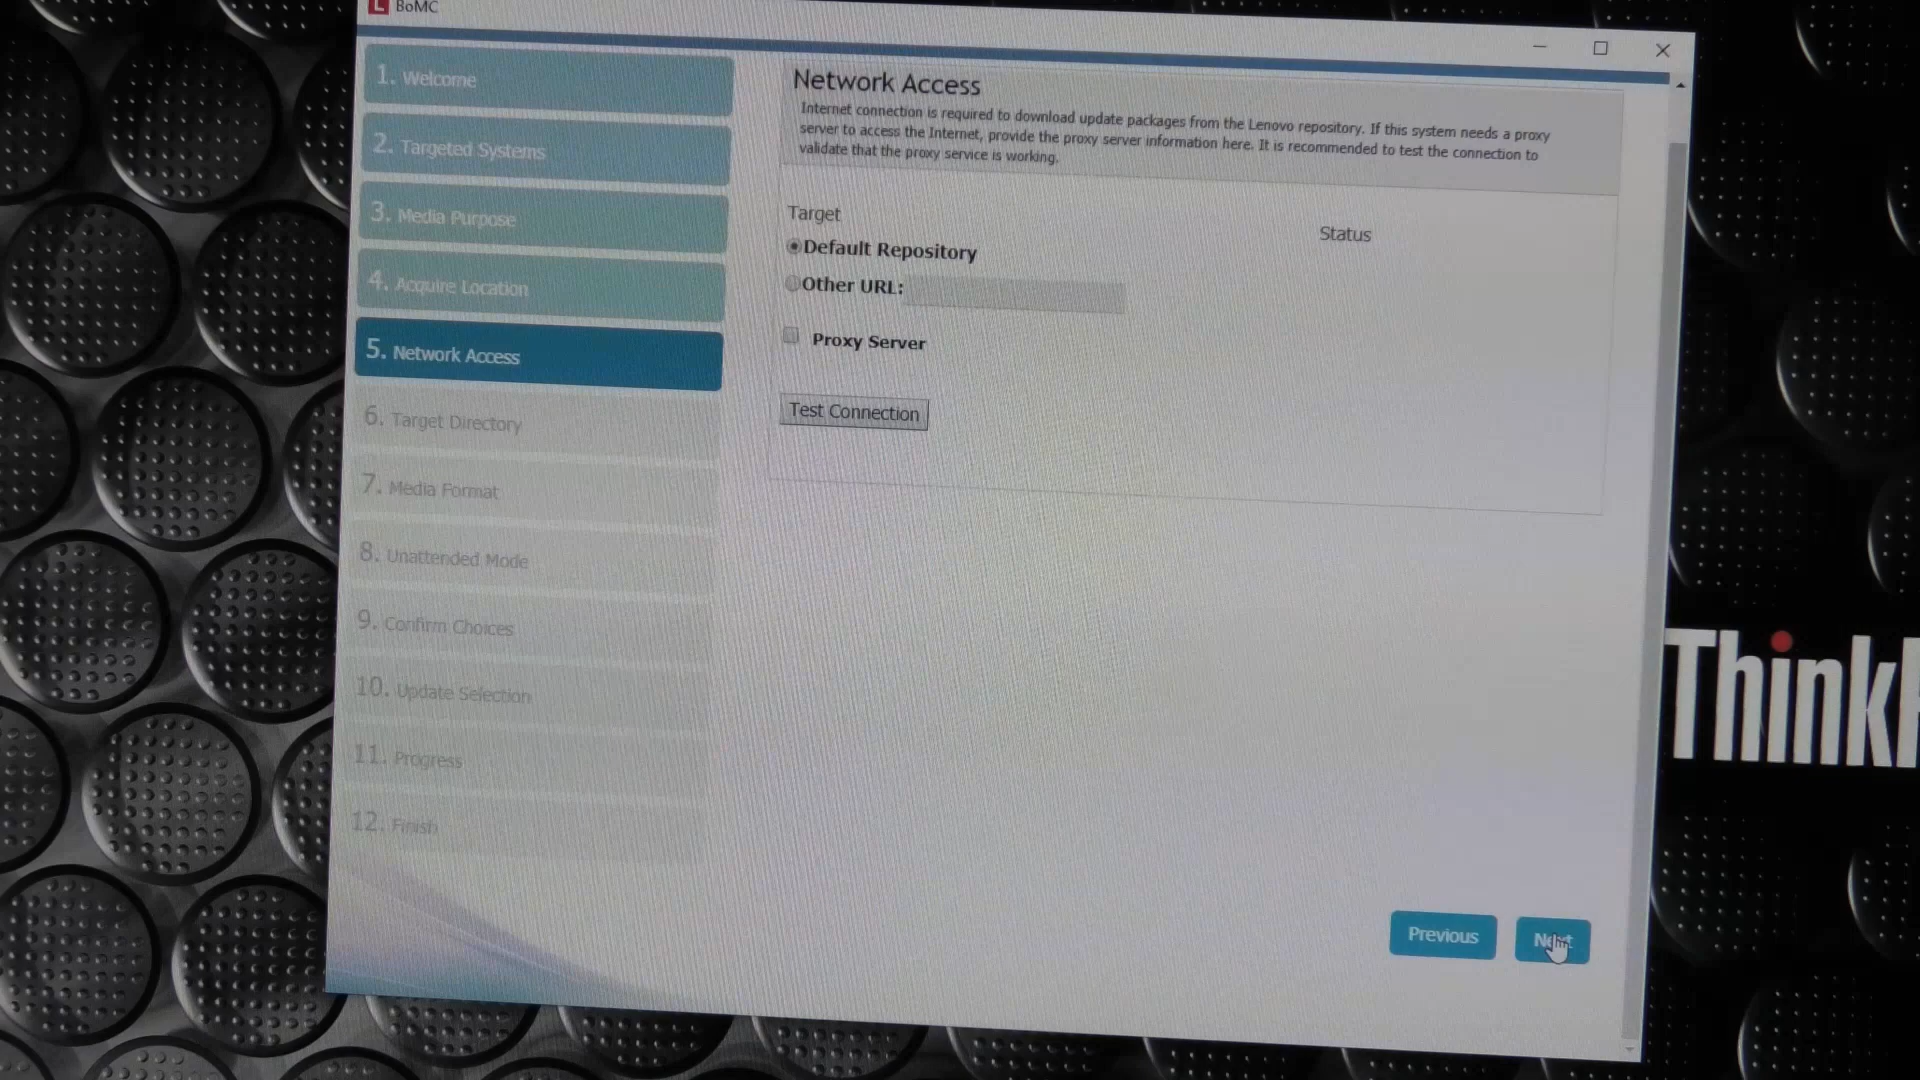 BoMC
1. Welcome
2. Targeted Systems
3. Media Purpose
4. Acquire Location
5. Network Access
6. Target Directory
7. Media Format
8. Unattended Mode
9. Confirm Choices
10. Update Selection
11. Progress
12. Finish
Network Access
Internet connection is required to download update packages from the Lenovo repository. If this system needs a proxy
server to access the Internet, provide the proxy server information here. It is recommended to test the connection to
validate that the proxy service is working.
Target
Status
Default Repository
Other URL:
Proxy Server
Test Connection
Previous
Next
Think